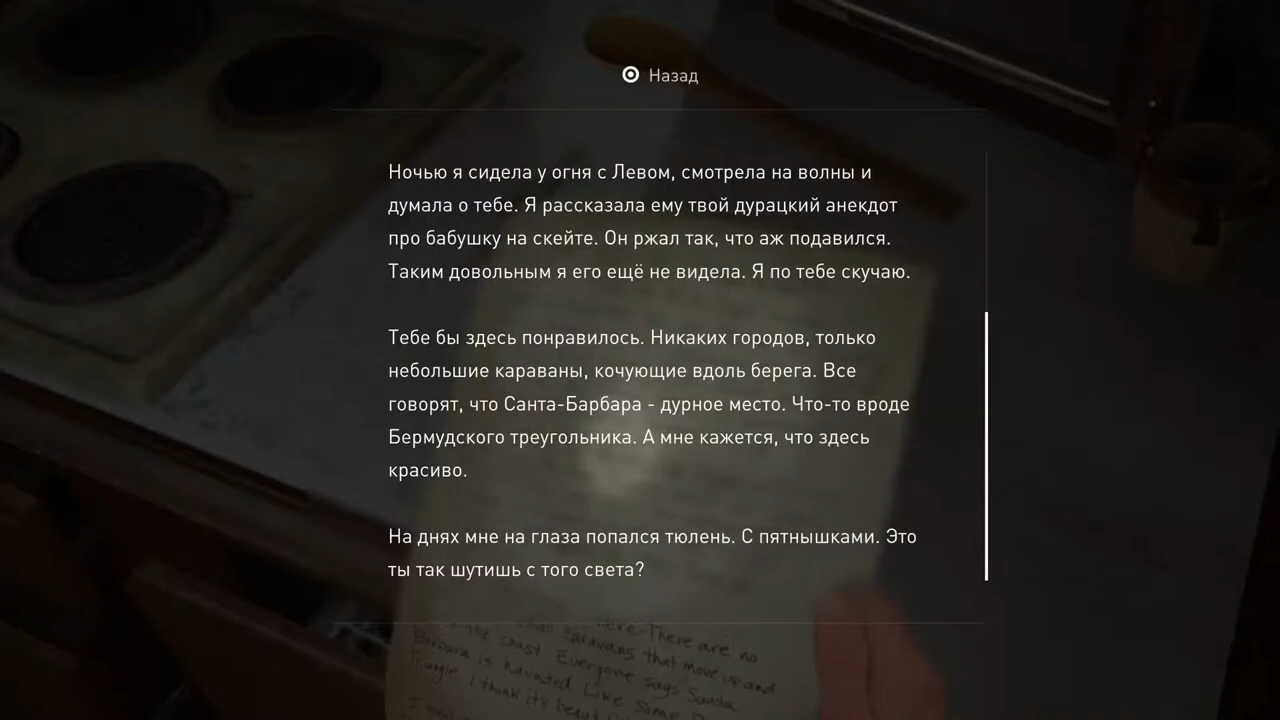 Назад
Ночью я сидела у огня с Левом, смотрела на волны и
думала о тебе. Я рассказала ему твой дурацкий анекдот
про бабушку на скейте. Он ржал так, что аж подавился.
Таким довольным я его ещё не видела. Я по тебе скучаю.
Тебе бы здесь понравилось. Никаких городов, только
небольшие караваны, кочующие вдоль берега. Все
говорят, что Санта-Барбара - дурное место. Что-то вроде
Бермудского треугольника. А мне кажется, что здесь
красиво.
На днях мне на глаза попался тюлень. С пятнышками. Это
ты так шутишь с того света?
here-There are no
small caravans that move up and
the coast. Everyone says Santa
Barbara is haunted. Like some
Triangle. I think it's